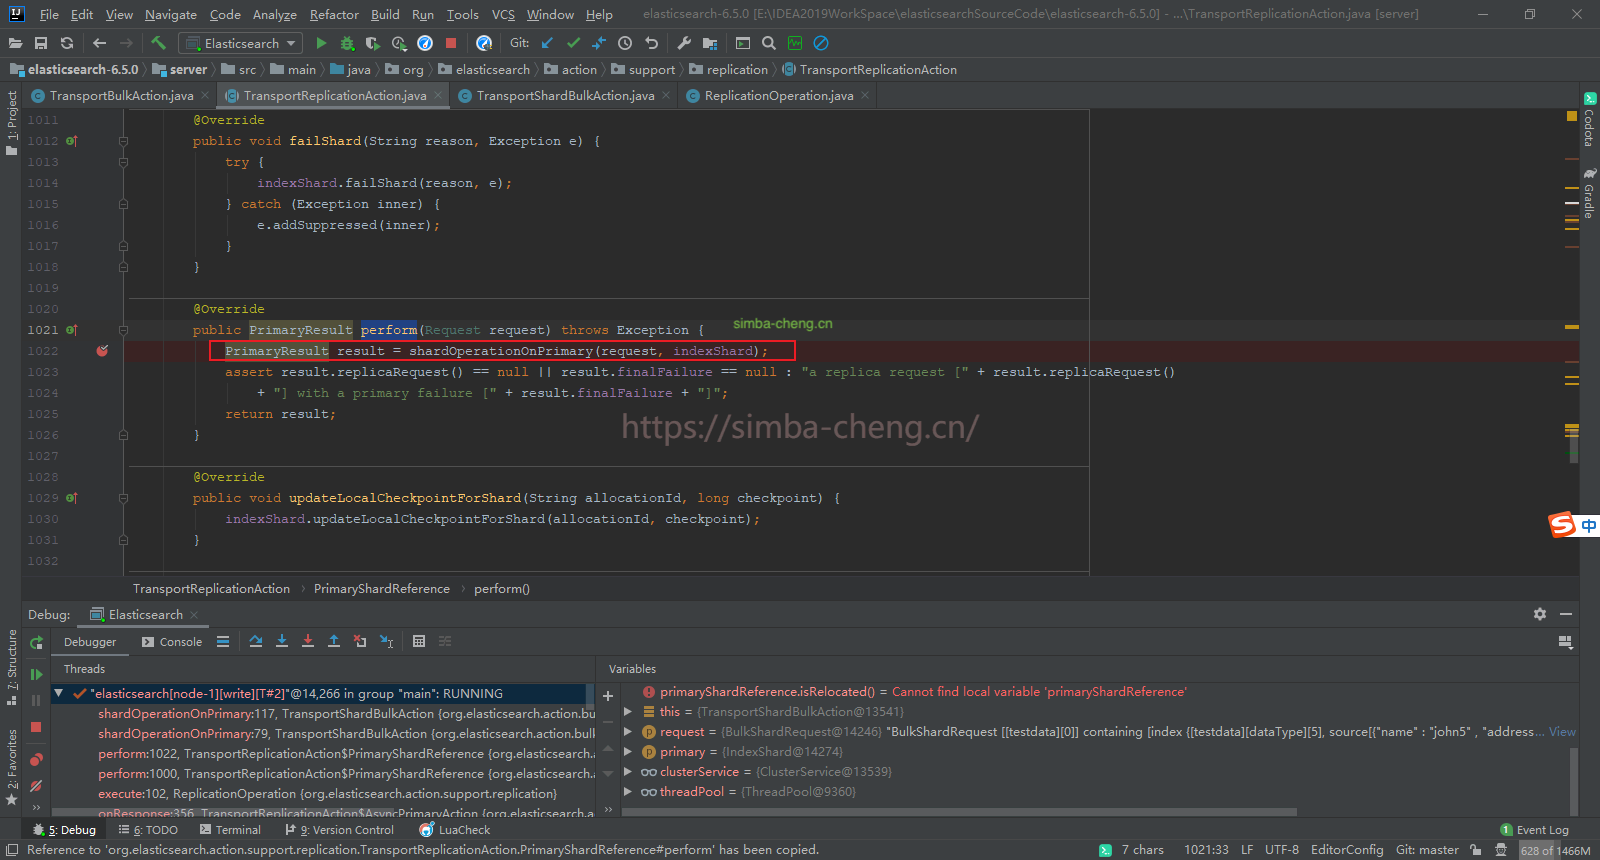 File Edit View Navigate Code Analyze Refactor Build Run Tools VCS Window Help elasticsearch-6.5.0 [E:\IDEA2019WorkSpace\elasticsearchSourceCode\elasticsearch-6.5.0] - ...\TransportReplicationAction.java [server]
Elasticsearch Git:
elasticsearch-6.5.0 server src main java org elasticsearch action support replication TransportReplicationAction
TransportBulkAction.java TransportReplicationAction.java TransportShardBulkAction.java ReplicationOperation.java
1: Project
Codota
Gradle
1011 @Override
1012 public void failShard(String reason, Exception e) {
1013 try {
1014 indexShard.failShard(reason, e);
1015 } catch (Exception inner) {
1016 e.addSuppressed(inner);
1017 }
1018 }
1019
1020 @Override
1021 public PrimaryResult perform(Request request) throws Exception {
simba-cheng.cn
1022 PrimaryResult result = shardOperationOnPrimary(request, indexShard);
1023 assert result.replicaRequest() == null || result.finalFailure == null : "a replica request [" + result.replicaRequest()
1024 + "] with a primary failure [" + result.finalFailure + "]";
1025 return result;
https://simba-cheng.cn/
1026 }
1027
1028 @Override
1029 public void updateLocalCheckpointForShard(String allocationId, long checkpoint) {
1030 indexShard.updateLocalCheckpointForShard(allocationId, checkpoint);
1031 }
1032
中
TransportReplicationAction PrimaryShardReference perform()
Debug: Elasticsearch
7: Structure
2: Favorites
Debugger Console
Threads
"elasticsearch[node-1][write][T#2]"@14,266 in group "main": RUNNING
shardOperationOnPrimary:117, TransportShardBulkAction {org.elasticsearch.action.bu
shardOperationOnPrimary:79, TransportShardBulkAction {org.elasticsearch.action.bulk
perform:1022, TransportReplicationAction$PrimaryShardReference {org.elasticsearch.a
perform:1000, TransportReplicationAction$PrimaryShardReference {org.elasticsearch.a
execute:102, ReplicationOperation {org.elasticsearch.action.support.replication}
onResponse:356, TransportReplicationAction$AsyncPrimaryAction {org.elasticsearch.a
Variables
primaryShardReference.isRelocated() = Cannot find local variable 'primaryShardReference'
this = {TransportShardBulkAction@13541}
request = {BulkShardRequest@14246} "BulkShardRequest [[testdata][0]] containing [index {[testdata][dataType][5], source[{"name" : "john5" , "address... View
primary = {IndexShard@14274}
clusterService = {ClusterService@13539}
threadPool = {ThreadPool@9360}
5: Debug 6: TODO Terminal 9: Version Control LuaCheck 1 Event Log
Reference to 'org.elasticsearch.action.support.replication.TransportReplicationAction.PrimaryShardReference#perform' has been copied. 7 chars 1021:33 LF UTF-8 EditorConfig Git: master 628 of 1466M